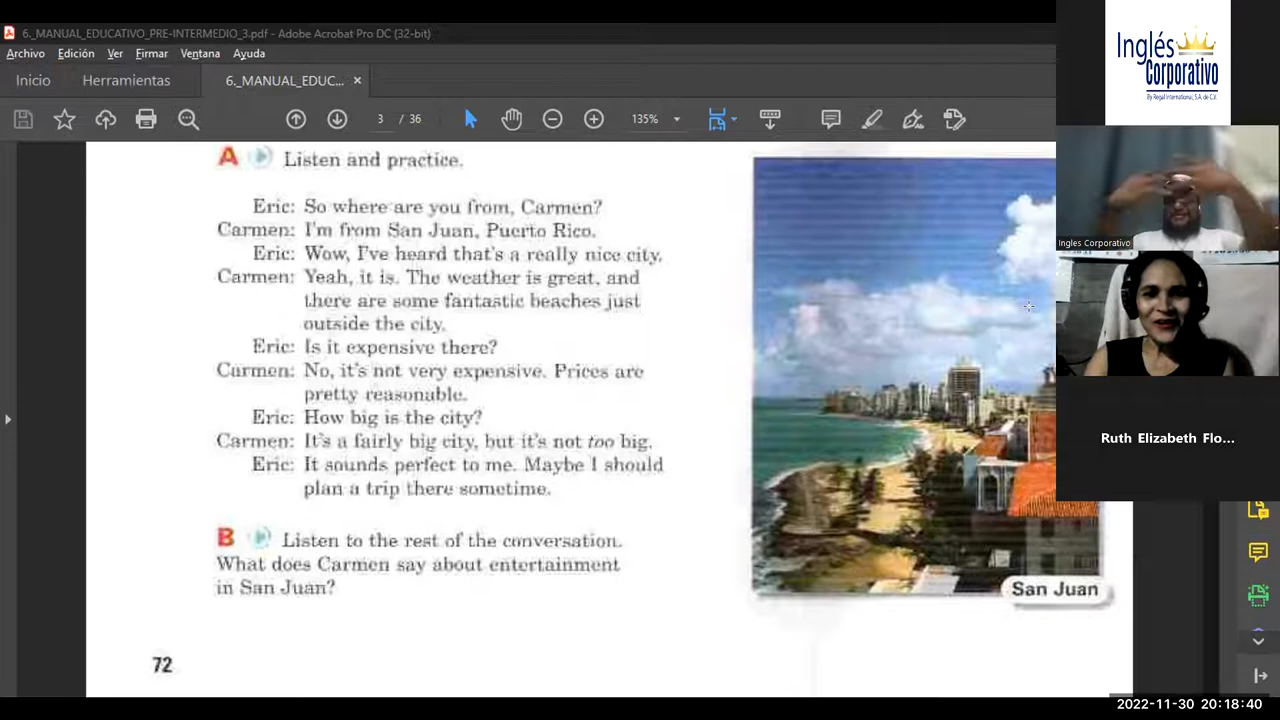 6._MANUAL_EDUCATIVO_PRE-INTERMEDIO_3.pdf - Adobe Acrobat Pro DC (32-bit)
Archivo Edición Ver Firmar Ventana Ayuda
Inicio Herramientas 6._MANUAL_EDUC... ×
3 / 36 135%
A Listen and practice.
Eric: So where are you from, Carmen?
Carmen: I'm from San Juan, Puerto Rico.
Eric: Wow, I've heard that's a really nice city.
Carmen: Yeah, it is. The weather is great, and
there are some fantastic beaches just
outside the city.
Eric: Is it expensive there?
Carmen: No, it's not very expensive. Prices are
pretty reasonable.
Eric: How big is the city?
Carmen: It's a fairly big city, but it's not too big.
Eric: It sounds perfect to me. Maybe I should
plan a trip there sometime.
B Listen to the rest of the conversation.
What does Carmen say about entertainment
in San Juan?
72
San Juan
Inglés
Corporativo
By Regal International, S.A. de C.V.
Ingles Corporativo
Ruth Elizabeth Flo...
2022-11-30 20:18:40